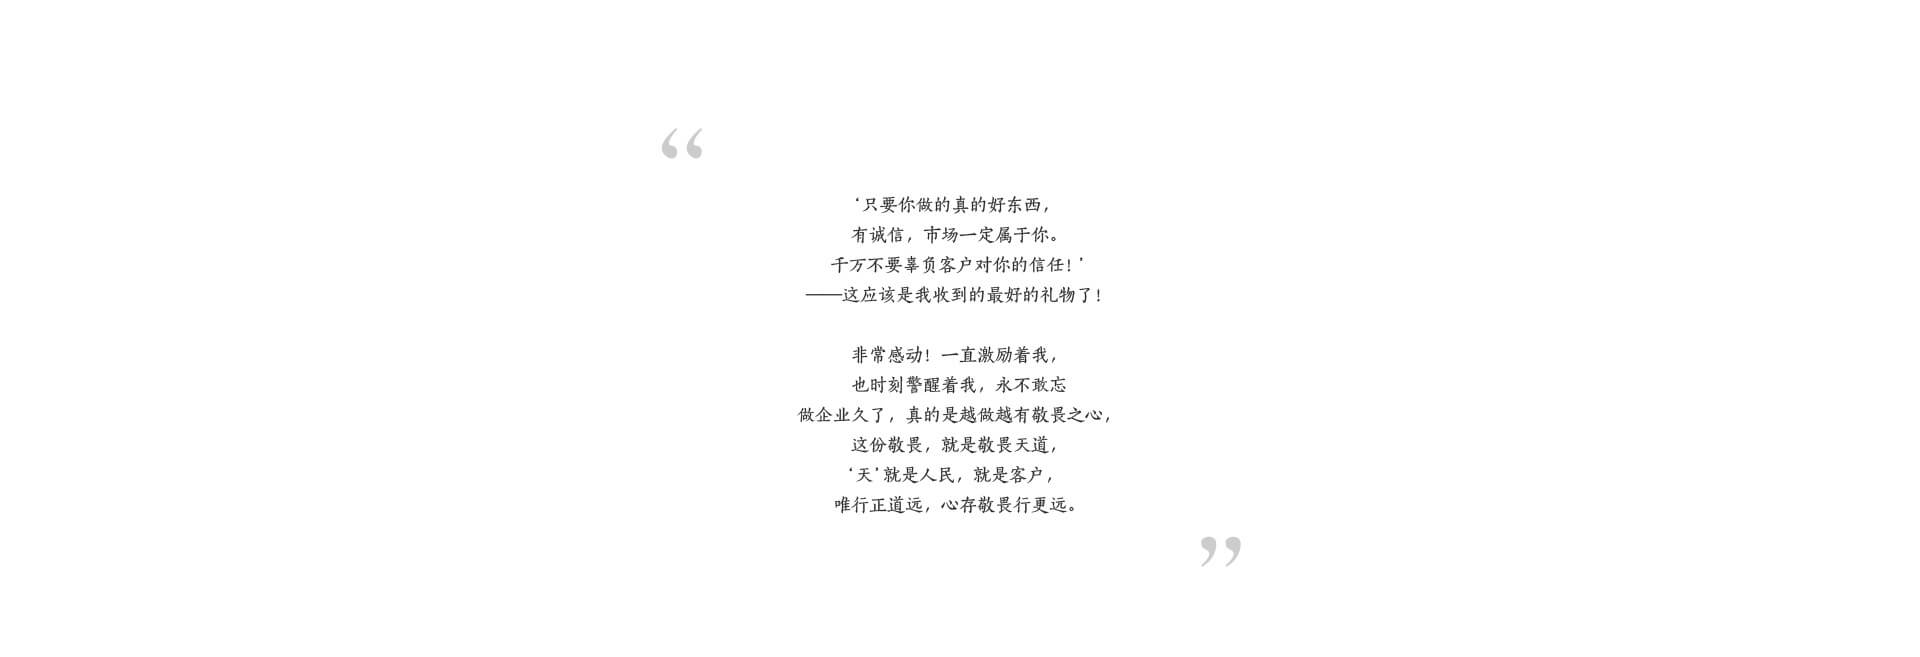 “
‘只要你做的真的好东西，
有诚信，市场一定属于你。
千万不要辜负客户对你的信任！’
——这应该是我收到的最好的礼物了！
非常感动！一直激励着我，
也时刻警醒着我，永不敢忘
做企业久了，真的是越做越有敬畏之心，
这份敬畏，就是敬畏天道，
‘天’就是人民，就是客户，
唯行正道远，心存敬畏行更远。
”